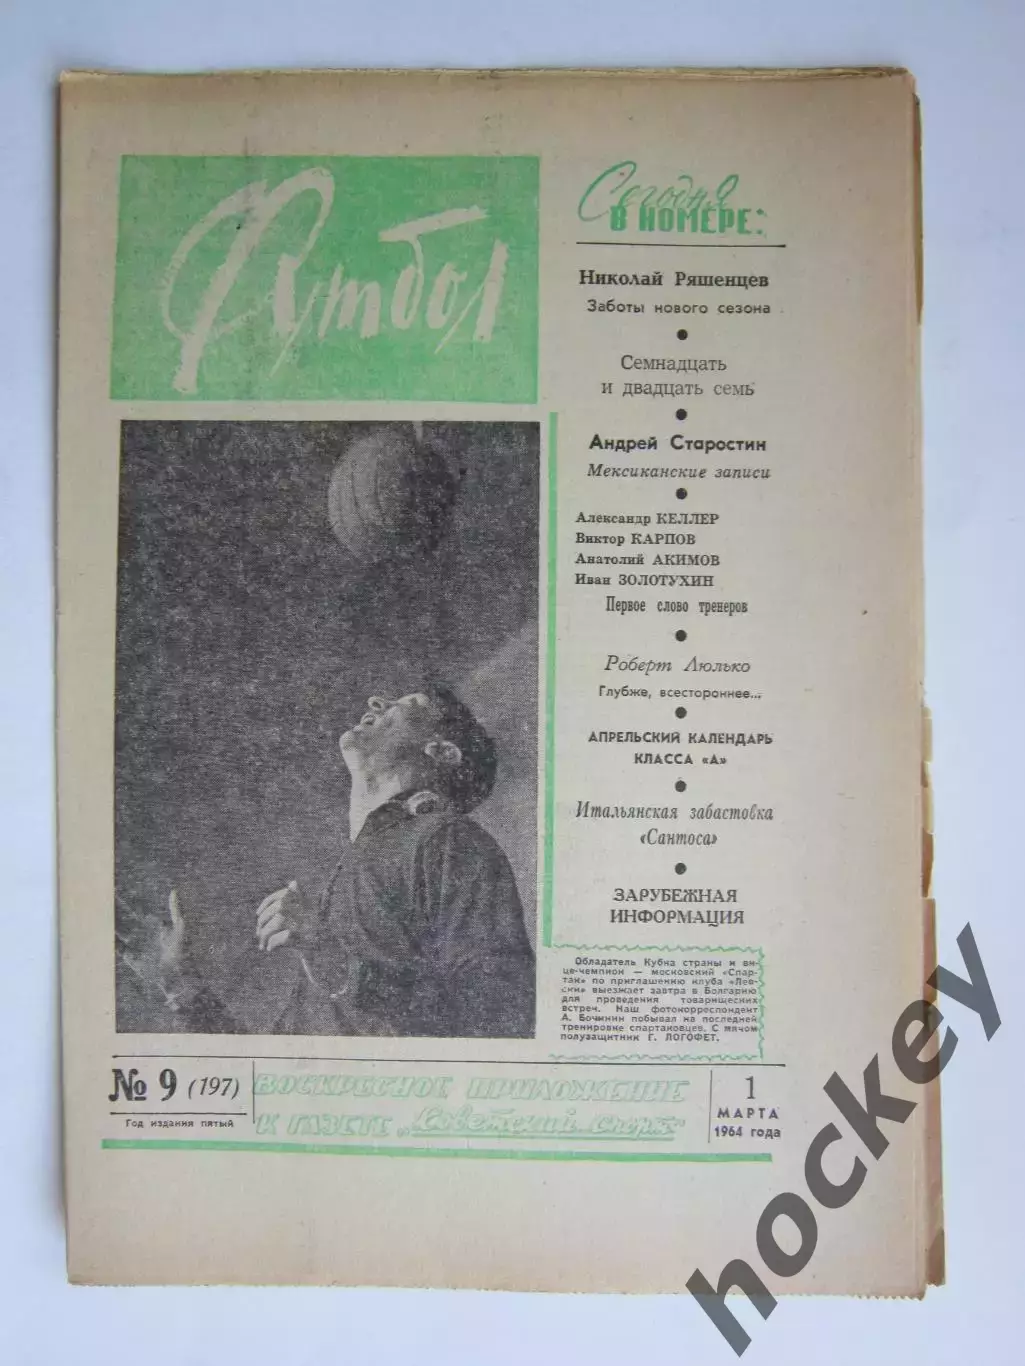 Футбол
Сегодня
В НОМЕРЕ:
Николай Ряшенцев
Заботы нового сезона
Семнадцать
и двадцать семь
Андрей Старостин
Мексиканские записи
Александр КЕЛЛЕР
Виктор КАРПОВ
Анатолий АКИМОВ
Иван ЗОЛОТУХИН
Первое слово тренеров
Роберт Люлько
Глубже, всестороннее...
АПРЕЛЬСКИЙ КАЛЕНДАРЬ
КЛАССА «А»
Итальянская забастовка
«Сантоса»
ЗАРУБЕЖНАЯ
ИНФОРМАЦИЯ
Обладатель Кубка страны и ви-
це-чемпион — московский «Спар-
так» по приглашению клуба «Лев-
ски» выезжает завтра в Болгарию
для проведения товарищеских
встреч. Наш фотокорреспондент
А. Бочинин побывал на последней
тренировке спартаковцев. С мячом
полузащитник Г. ЛОГОФЕТ.
№ 9 (197)
Год издания пятый
ВОСКРЕСНОЕ ПРИЛОЖЕНИЕ
К ГАЗЕТЕ „Советский спорт"
1
МАРТА
1964 года
hockey